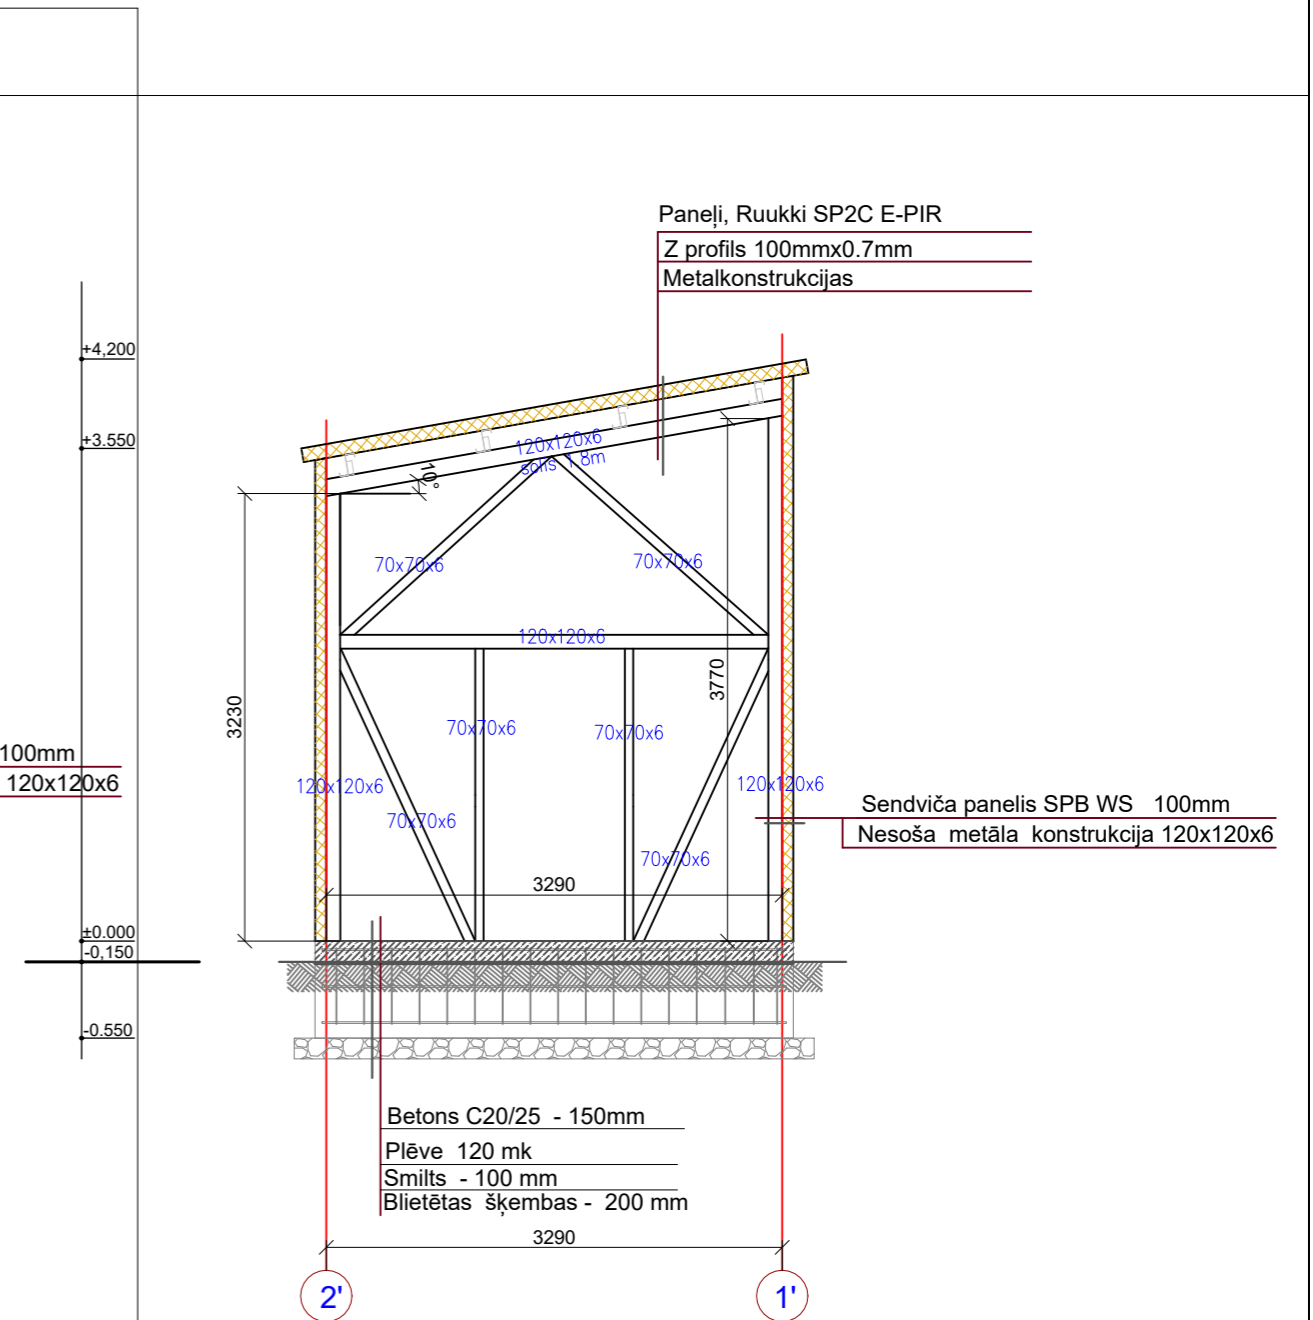 Paneļi, Ruukki SP2C E-PIR
Z profils 100mmx0.7mm
Metalkonstrukcijas
+4,200
+3.550
120x120x6
solis 1.8m
10°
70x70x6
70x70x6
120x120x6
3230
3770
70x70x6
70x70x6
100mm
120x120x6
120x120x6
120x120x6
Sendviča panelis SPB WS 100mm
Nesoša metāla konstrukcija 120x120x6
70x70x6
70x70x6
3290
±0.000
-0,150
-0.550
Betons C20/25 - 150mm
Plēve 120 mk
Smilts - 100 mm
Blietētas šķembas - 200 mm
3290
2'
1'